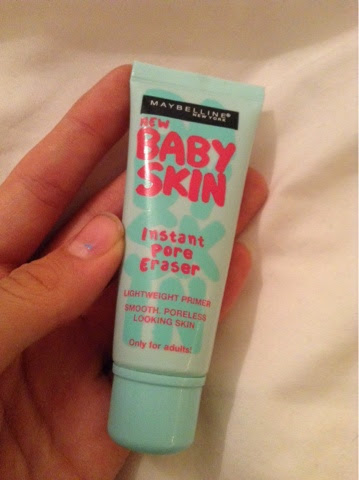 MAYBELLINE®
NEW YORK
NEW
BABY
SKIN
Instant
Pore
Eraser
LIGHTWEIGHT PRIMER
SMOOTH, PORELESS
LOOKING SKIN
Only for adults!